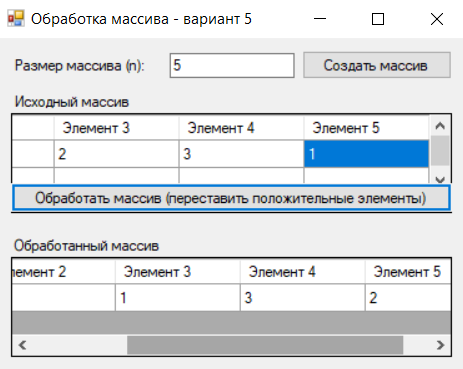 Обработка массива - вариант 5
Размер массива (n): 5 Создать массив
Исходный массив
Элемент 3 Элемент 4 Элемент 5
2 3 1
Обработать массив (переставить положительные элементы)
Обработанный массив
лемент 2 Элемент 3 Элемент 4 Элемент 5
1 3 2